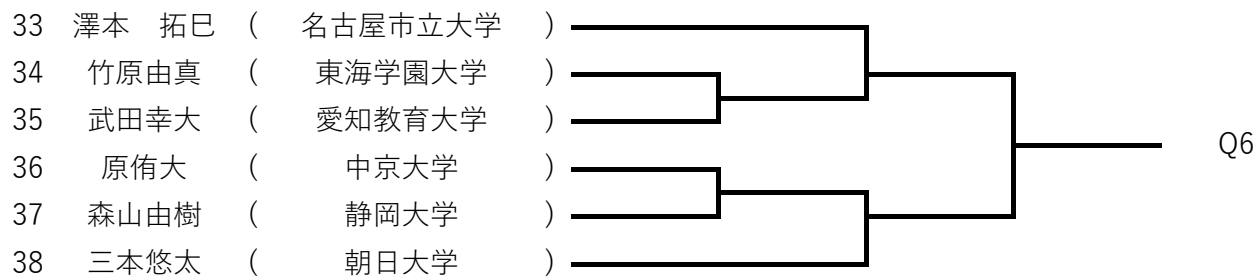 33 澤本 拓巳 ( 名古屋市立大学 )
34 竹原由真 ( 東海学園大学 )
35 武田幸大 ( 愛知教育大学 )
36 原侑大 ( 中京大学 )
Q6
37 森山由樹 ( 静岡大学 )
38 三本悠太 ( 朝日大学 )